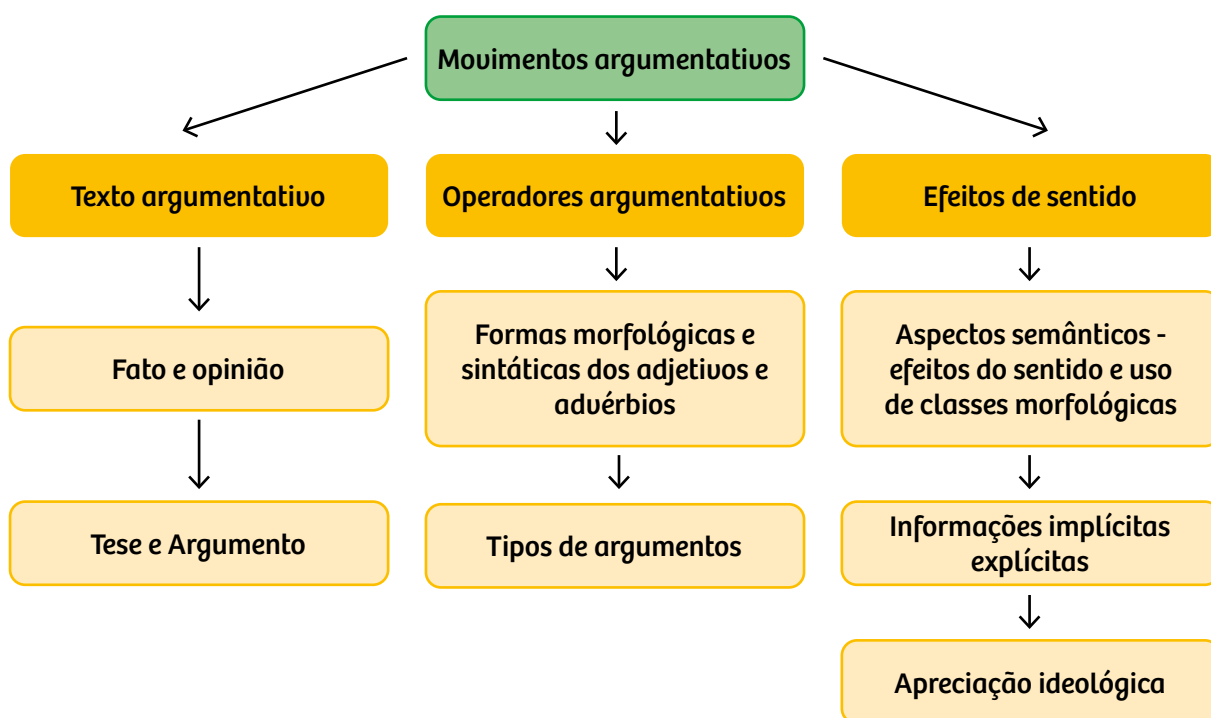 Movimentos argumentativos
Texto argumentativo
Operadores argumentativos
Efeitos de sentido
Fato e opinião
Formas morfológicas e
sintáticas dos adjetivos e
advérbios
Aspectos semânticos -
efeitos do sentido e uso
de classes morfológicas
Tese e Argumento
Tipos de argumentos
Informações implícitas
explícitas
Apreciação ideológica